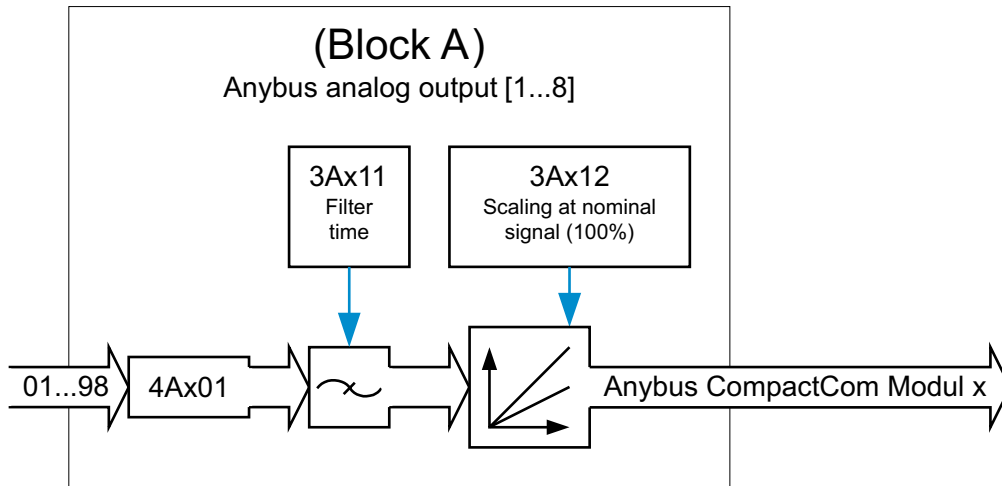 (Block A)
Anybus analog output [1...8]
3Ax11
Filter
time
3Ax12
Scaling at nominal
signal (100%)
01...98
4Ax01
Anybus CompactCom Modul x